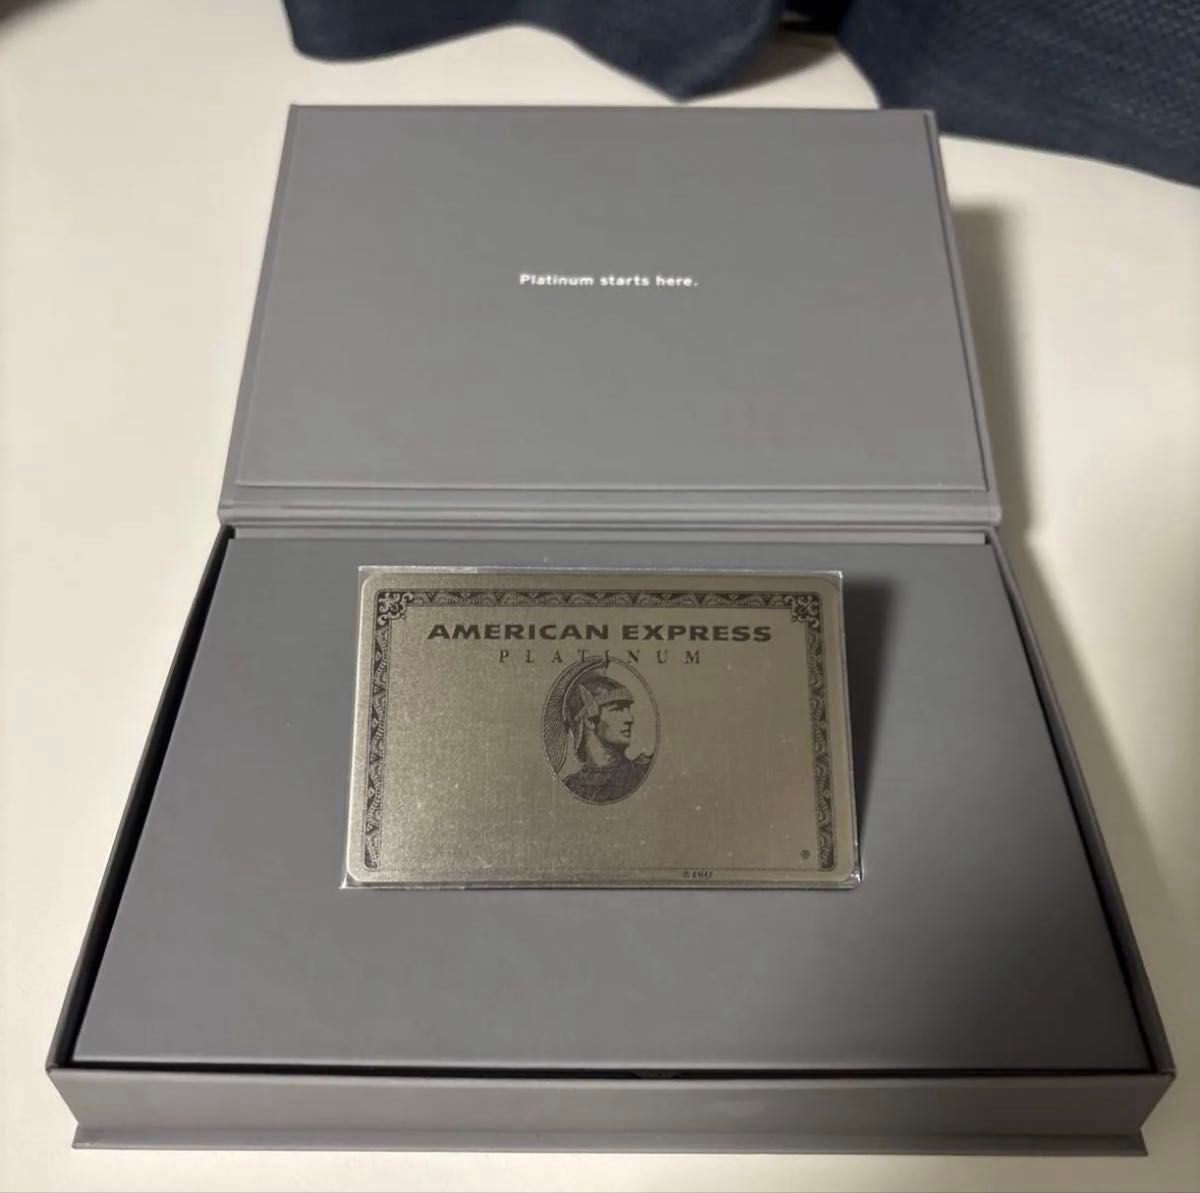 Platinum starts here.
AMERICAN EXPRESS
PLATINUM